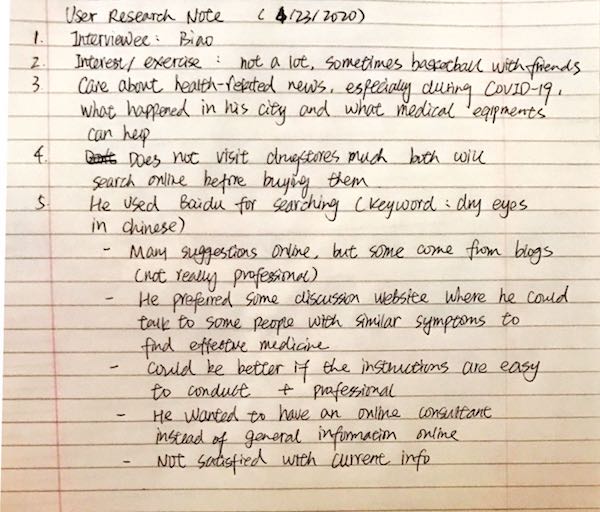 User Research Note (4/23/2020)
1. Interviewee: Biao
2. Interest/exercise: not a lot, sometimes basketball with friends
3. Care about health-related news, especially during COVID-19,
what happened in his city and what medical eqipments
can help
4. Does not visit drugstores much but will
search online before buying them
5. He used Baidu for searching (keyword: dry eyes
in chinese)
- Many suggestions online, but some come from blogs
(not really professional)
- He preferred some discussion website where he could
talk to some people with similar symptoms to
find effective medicine
- Could be better if the instructions are easy
to conduct + professional
- He wanted to have an online consultant
instead of general information online
- Not satisfied with current info